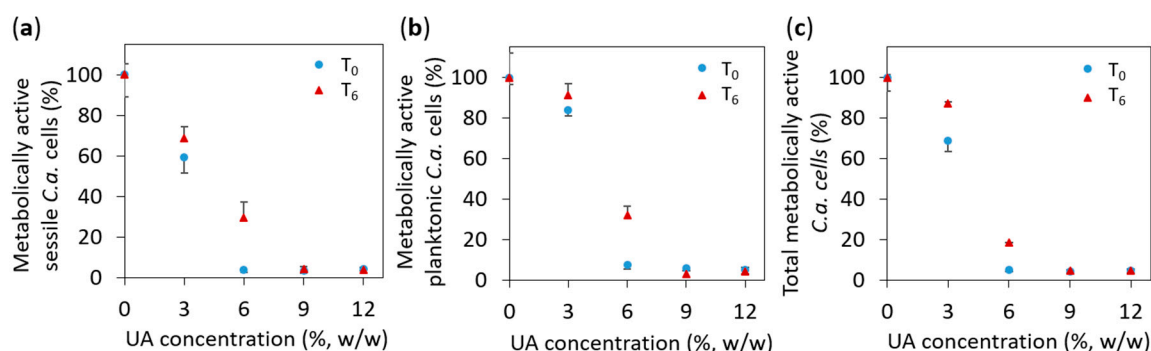 (a)
Metabolically active
sessile C.a. cells (%)
100
80
60
40
20
0
T0
T6
0 3 6 9 12
UA concentration (%, w/w)
(b)
Metabolically active
planktonic C.a. cells (%)
100
80
60
40
20
0
T0
T6
0 3 6 9 12
UA concentration (%, w/w)
(c)
Total metabolically active
C.a. cells (%)
100
80
60
40
20
0
T0
T6
0 3 6 9 12
UA concentration (%, w/w)